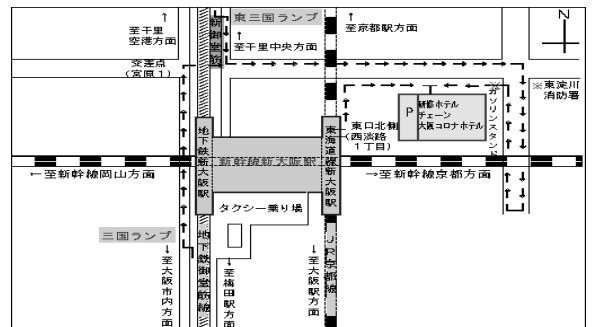 東三国ランプ
至千里
空港方面
新御堂筋
至千里中央方面
至京都駅方面
N
交差点
(宮原1)
※
ガソリンスタンド
※東淀川
消防署
P
研修ホテル
チェーン
大阪コロナホテル
地下鉄新大阪駅
新幹線新大阪駅
東海道線新大阪駅
東口北側
(西淡路
1丁目)
←至新幹線岡山方面
→至新幹線京都方面
タクシー乗り場
三国ランプ
至大阪市内方面
地下鉄御堂筋線
至梅田駅方面
至大阪駅方面
JR京都線